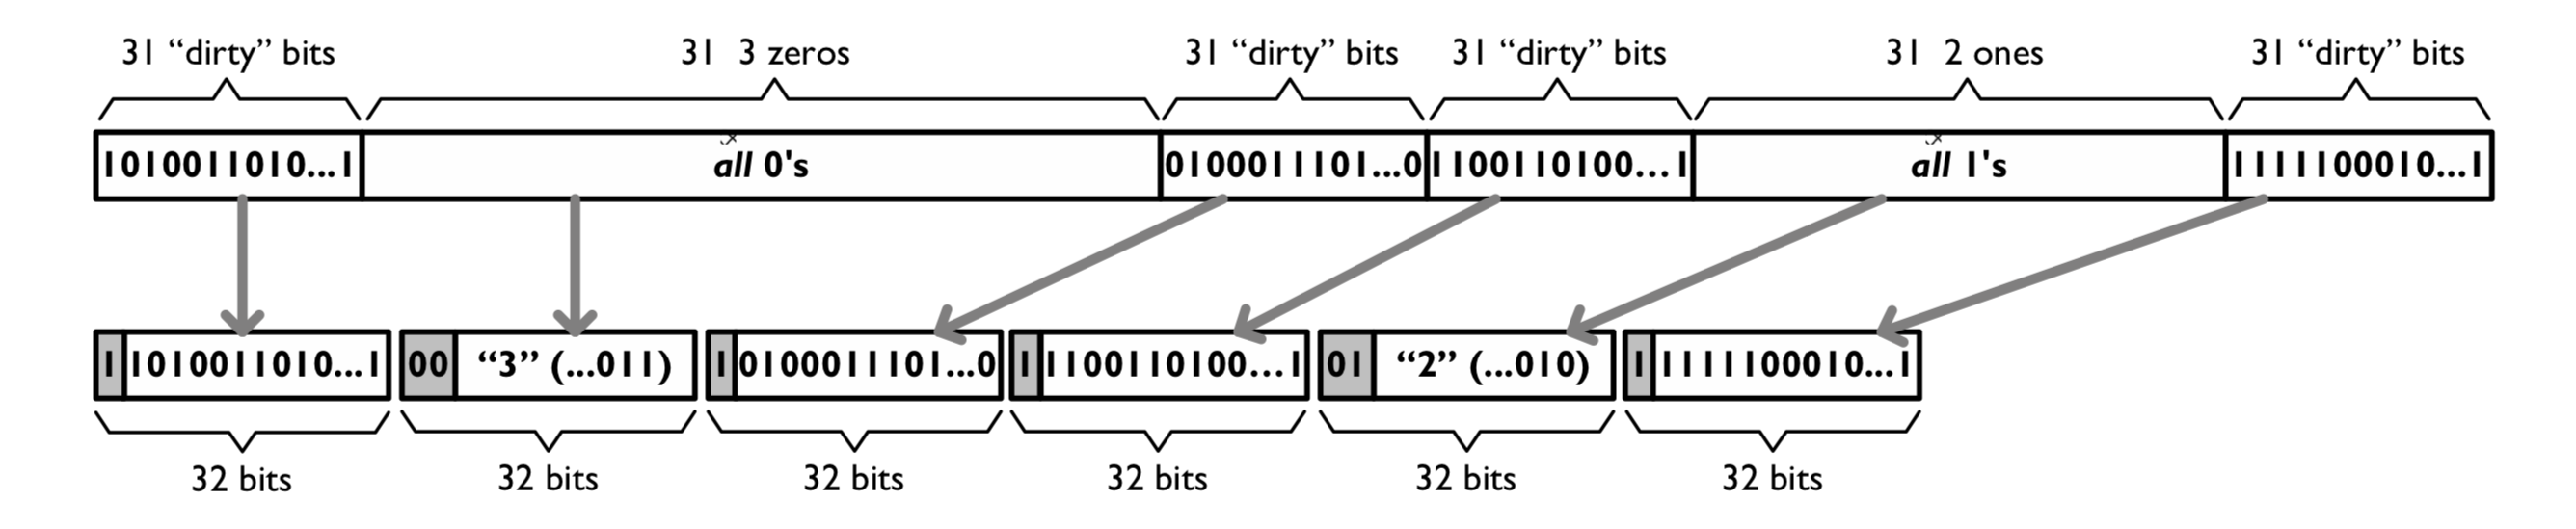 31 “dirty” bits 31 3 zeros 31 “dirty” bits 31 “dirty” bits 31 2 ones 31 “dirty” bits
1010011010...1 all 0's 0100011101...0 1100110100...1 all 1's 1111100010...1
1 1010011010...1 00 “3” (...011) 1 0100011101...0 1 1100110100...1 01 “2” (...010) 1 1111100010...1
32 bits 32 bits 32 bits 32 bits 32 bits 32 bits